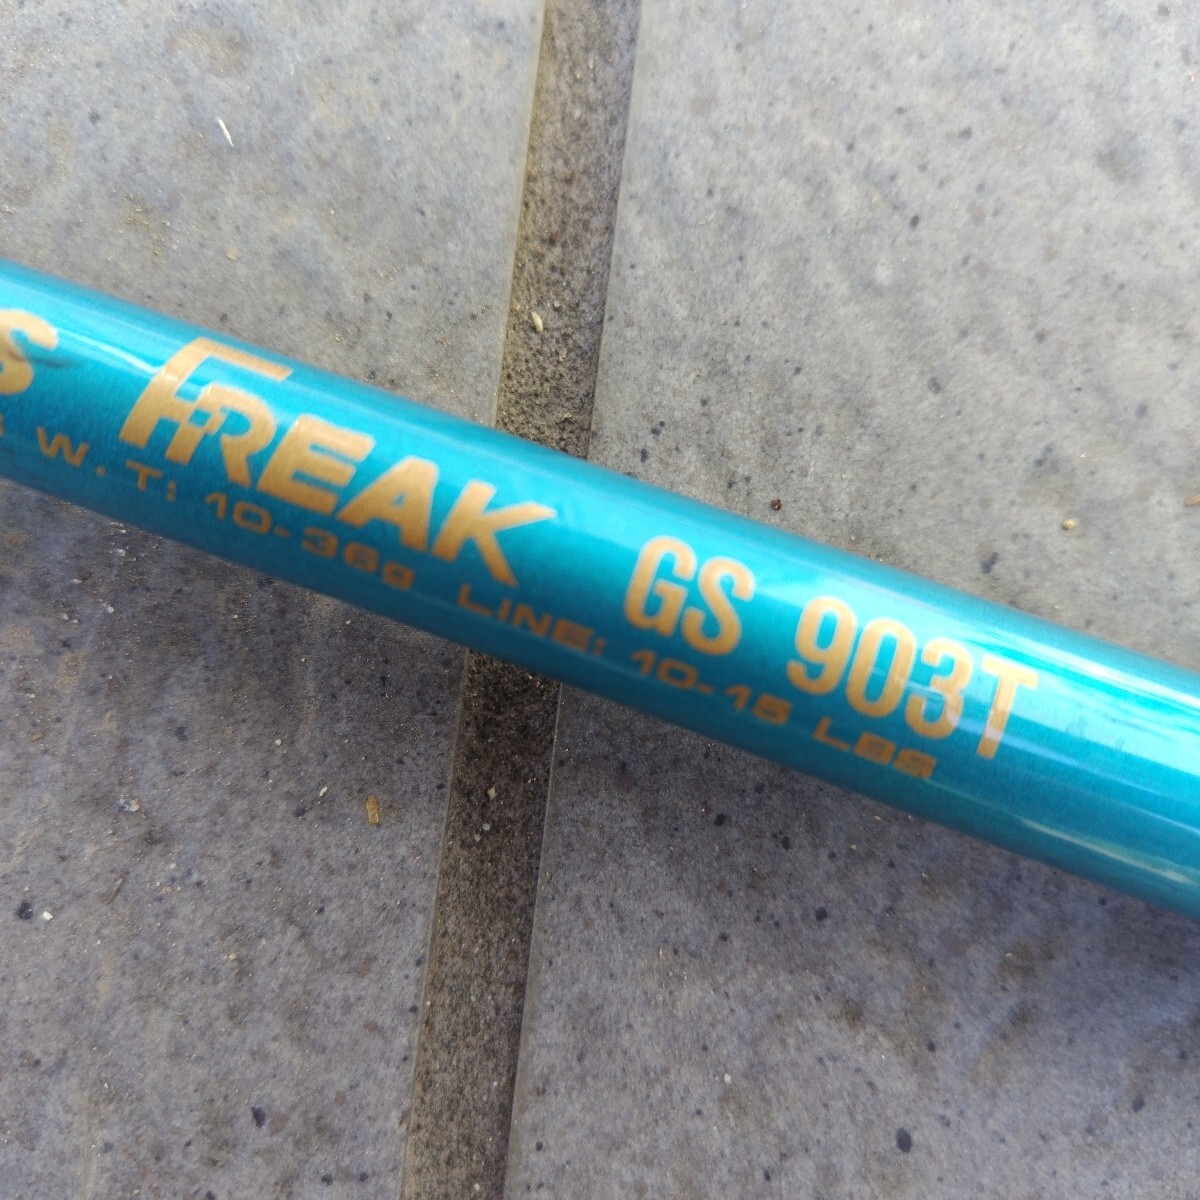 S FREAK GS 903T
W.T: 10-36g LINE: 10-15 LBS